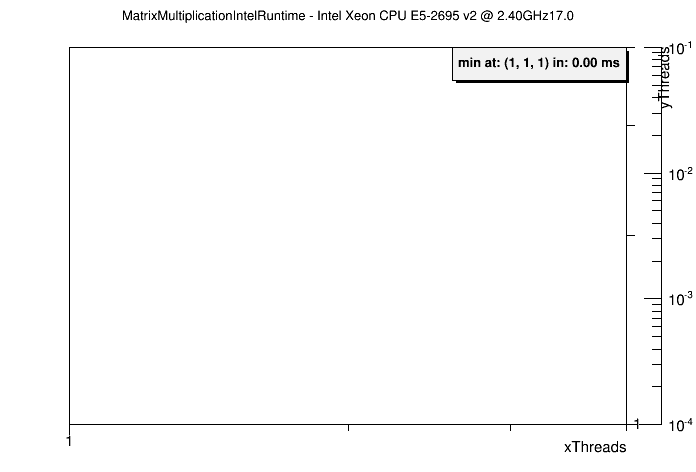 MatrixMultiplicationIntelRuntime - Intel Xeon CPU E5-2695 v2 @ 2.40GHz17.0
min at: (1, 1, 1) in: 0.00 ms
yThreads
10⁻¹
10⁻²
10⁻³
10⁻⁴
1
1
xThreads